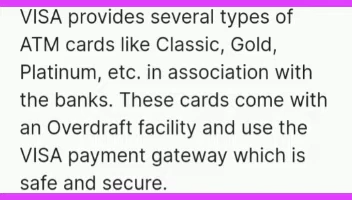 VISA provides several types of
ATM cards like Classic, Gold,
Platinum, etc. in association with
the banks. These cards come with
an Overdraft facility and use the
VISA payment gateway which is
safe and secure.